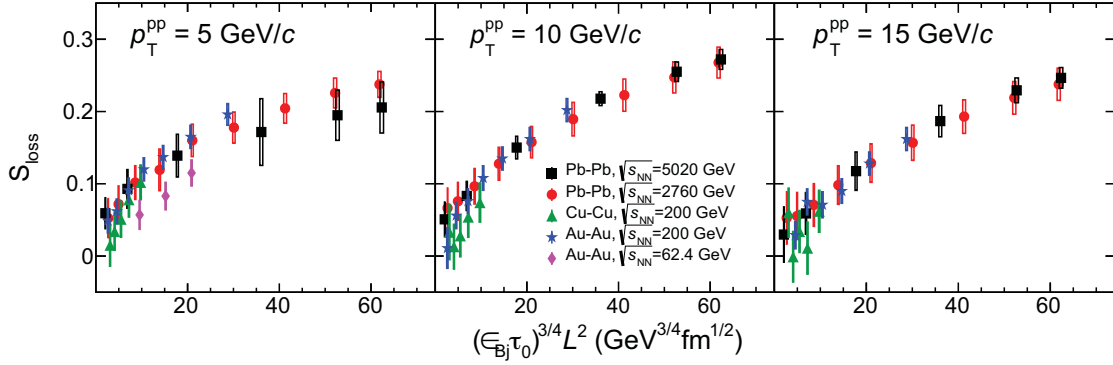 p_T^pp = 5 GeV/c
p_T^pp = 10 GeV/c
p_T^pp = 15 GeV/c
0.3
0.2
0.1
0
S_loss
Pb-Pb, √s_NN=5020 GeV
Pb-Pb, √s_NN=2760 GeV
Cu-Cu, √s_NN=200 GeV
Au-Au, √s_NN=200 GeV
Au-Au, √s_NN=62.4 GeV
20 40 60 20 40 60 20 40 60
(∈_Bj τ_0)^3/4 L^2 (GeV^3/4 fm^1/2)